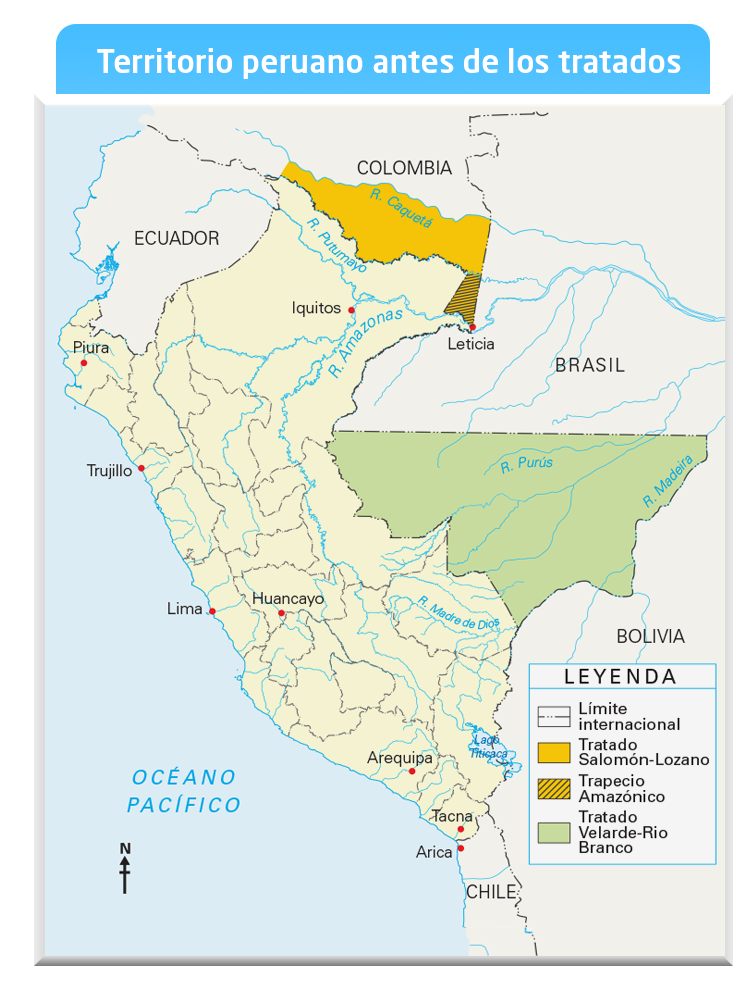 Territorio peruano antes de los tratados
COLOMBIA
R. Caquetá
ECUADOR
R. Putumayo
Iquitos
R. Amazonas
Leticia
Piura
BRASIL
Trujillo
R. Purús
R. Madeira
Huancayo
Lima
R. Madre de Dios
BOLIVIA
LEYENDA
Límite
internacional
Tratado
Salomón-Lozano
Trapecio
Amazónico
Tratado
Velarde-Rio
Branco
Lago
Titicaca
Arequipa
OCÉANO
PACÍFICO
Tacna
N
Arica
CHILE